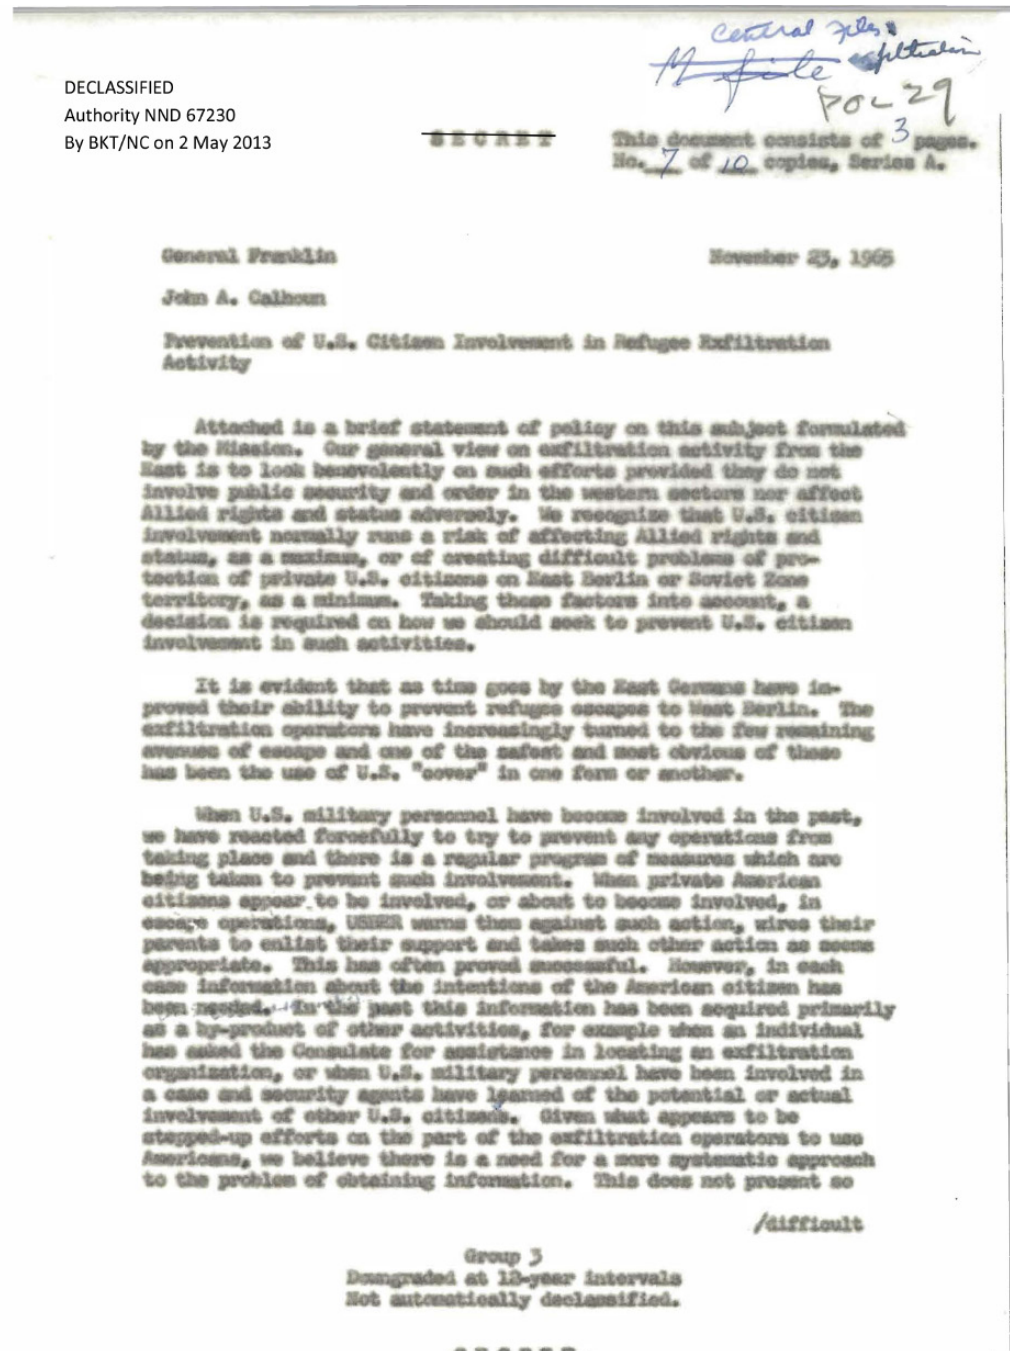 Central Files
M file exfiltration
POL 29
DECLASSIFIED
Authority NND 67230
By BKT/NC on 2 May 2013
SECRET
This document consists of 3 pages.
No. 7 of 10 copies, Series A.
General Franklin November 23, 1965
John A. Calhoun
Prevention of U.S. Citizen Involvement in Refugee Exfiltration
Activity
Attached is a brief statement of policy on this subject formulated
by the Mission. Our general view on exfiltration activity from the
East is to look benevolently on such efforts provided they do not
involve public security and order in the western sectors nor affect
Allied rights and status adversely. We recognize that U.S. citizen
involvement normally runs a risk of affecting Allied rights and
status, as a maximum, or of creating difficult problems of pro-
tection of private U.S. citizens on East Berlin or Soviet Zone
territory, as a minimum. Taking these factors into account, a
decision is required on how we should seek to prevent U.S. citizen
involvement in such activities.
It is evident that as time goes by the East Germans have im-
proved their ability to prevent refugee escapes to West Berlin. The
exfiltration operators have increasingly turned to the few remaining
avenues of escape and one of the safest and most obvious of these
has been the use of U.S. "cover" in one form or another.
When U.S. military personnel have become involved in the past,
we have reacted forcefully to try to prevent any operations from
taking place and there is a regular program of measures which are
being taken to prevent such involvement. When private American
citizens appear to be involved, or about to become involved, in
escape operations, USBER warns them against such action, wires their
parents to enlist their support and takes such other action as seems
appropriate. This has often proved successful. However, in each
case information about the intentions of the American citizen has
been needed. In the past this information has been acquired primarily
as a by-product of other activities, for example when an individual
has asked the Consulate for assistance in locating an exfiltration
organization, or when U.S. military personnel have been involved in
a case and security agents have learned of the potential or actual
involvement of other U.S. citizens. Given what appears to be
stepped-up efforts on the part of the exfiltration operators to use
Americans, we believe there is a need for a more systematic approach
to the problem of obtaining information. This does not present so
/difficult
Group 3
Downgraded at 12-year intervals
Not automatically declassified.